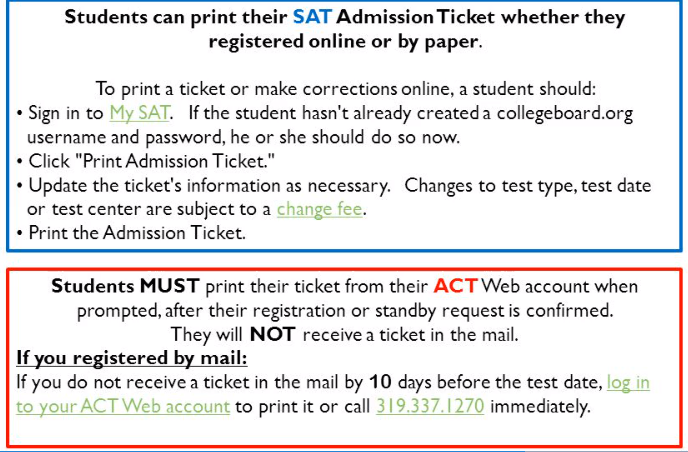 Students can print their SAT Admission Ticket whether they
registered online or by paper.
To print a ticket or make corrections online, a student should:
• Sign in to My SAT. If the student hasn't already created a collegeboard.org
username and password, he or she should do so now.
• Click "Print Admission Ticket."
• Update the ticket's information as necessary. Changes to test type, test date
or test center are subject to a change fee.
• Print the Admission Ticket.
Students MUST print their ticket from their ACT Web account when
prompted, after their registration or standby request is confirmed.
They will NOT receive a ticket in the mail.
If you registered by mail:
If you do not receive a ticket in the mail by 10 days before the test date, log in
to your ACT Web account to print it or call 319.337.1270 immediately.